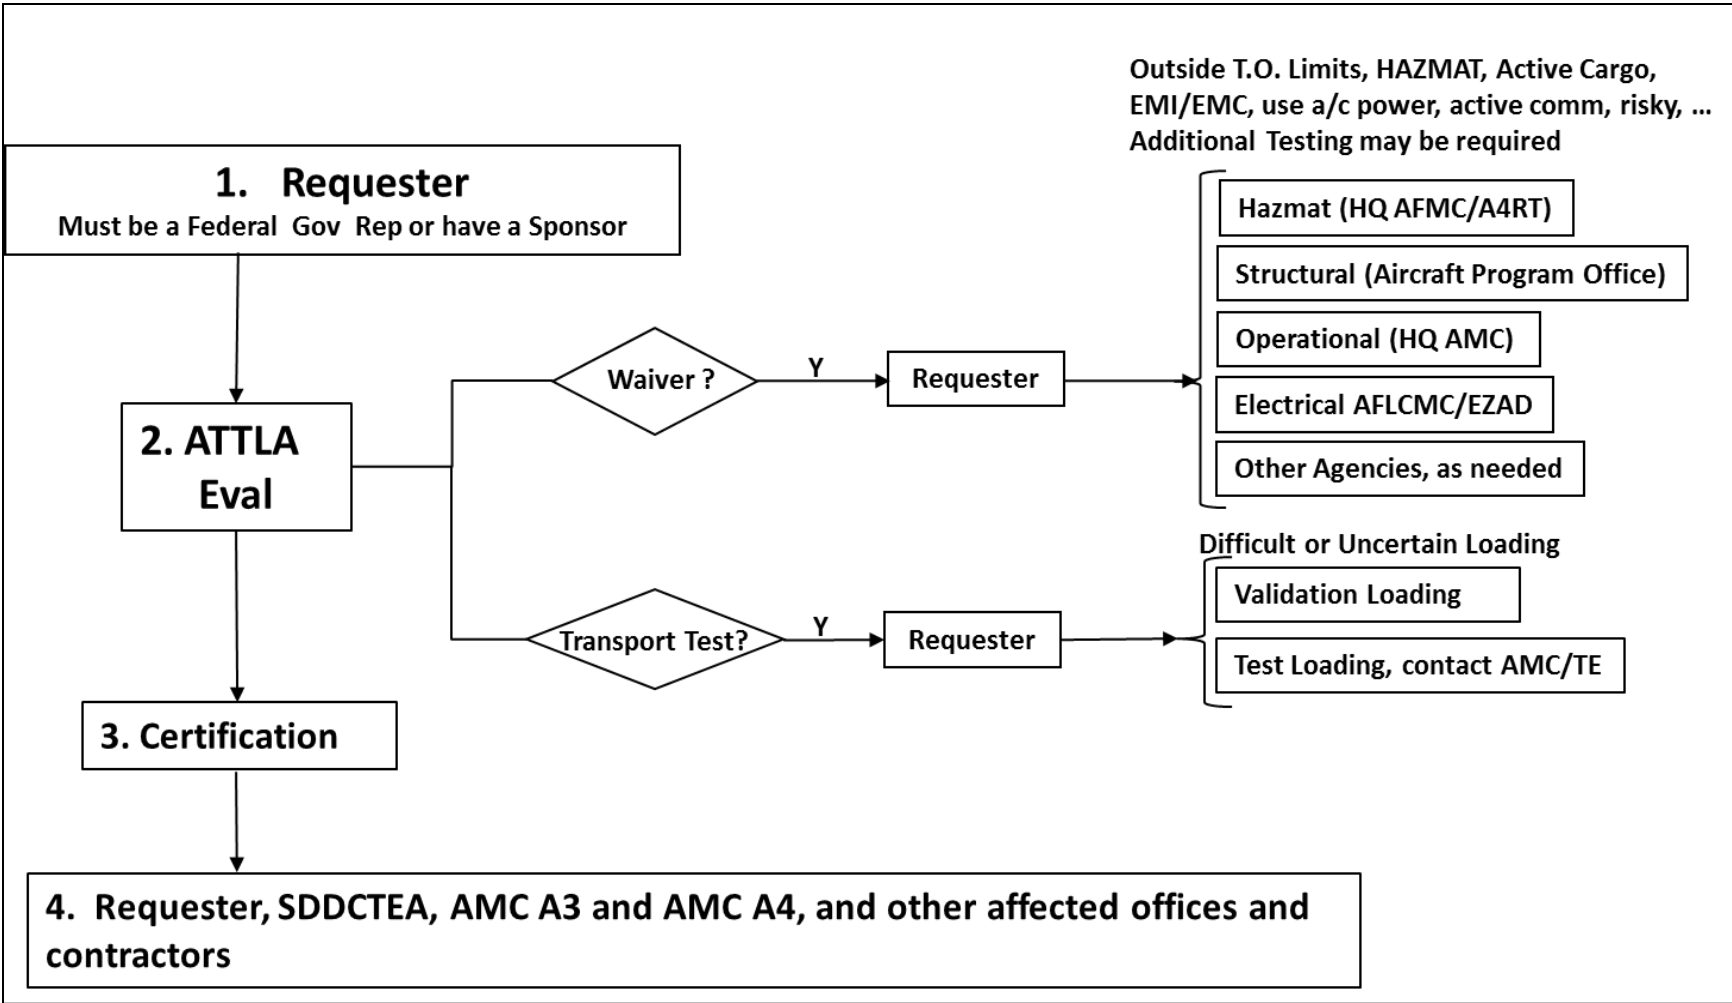 Outside T.O. Limits, HAZMAT, Active Cargo,
EMI/EMC, use a/c power, active comm, risky, ...
Additional Testing may be required
1. Requester
Must be a Federal Gov Rep or have a Sponsor
Hazmat (HQ AFMC/A4RT)
Structural (Aircraft Program Office)
Operational (HQ AMC)
Electrical AFLCMC/EZAD
Other Agencies, as needed
Waiver ?
Y
Requester
2. ATTLA
Eval
Difficult or Uncertain Loading
Validation Loading
Test Loading, contact AMC/TE
Transport Test?
Y
Requester
3. Certification
4. Requester, SDDCTEA, AMC A3 and AMC A4, and other affected offices and
contractors